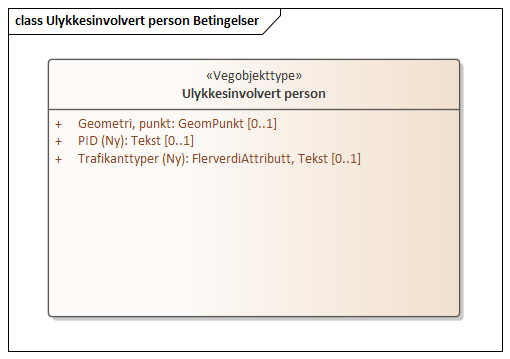 class Ulykkesinvolvert person Betingelser
«Vegobjekttype»
Ulykkesinvolvert person
+ Geometri, punkt: GeomPunkt [0..1]
+ PID (Ny): Tekst [0..1]
+ Trafikanttyper (Ny): FlerverdiAttributt, Tekst [0..1]